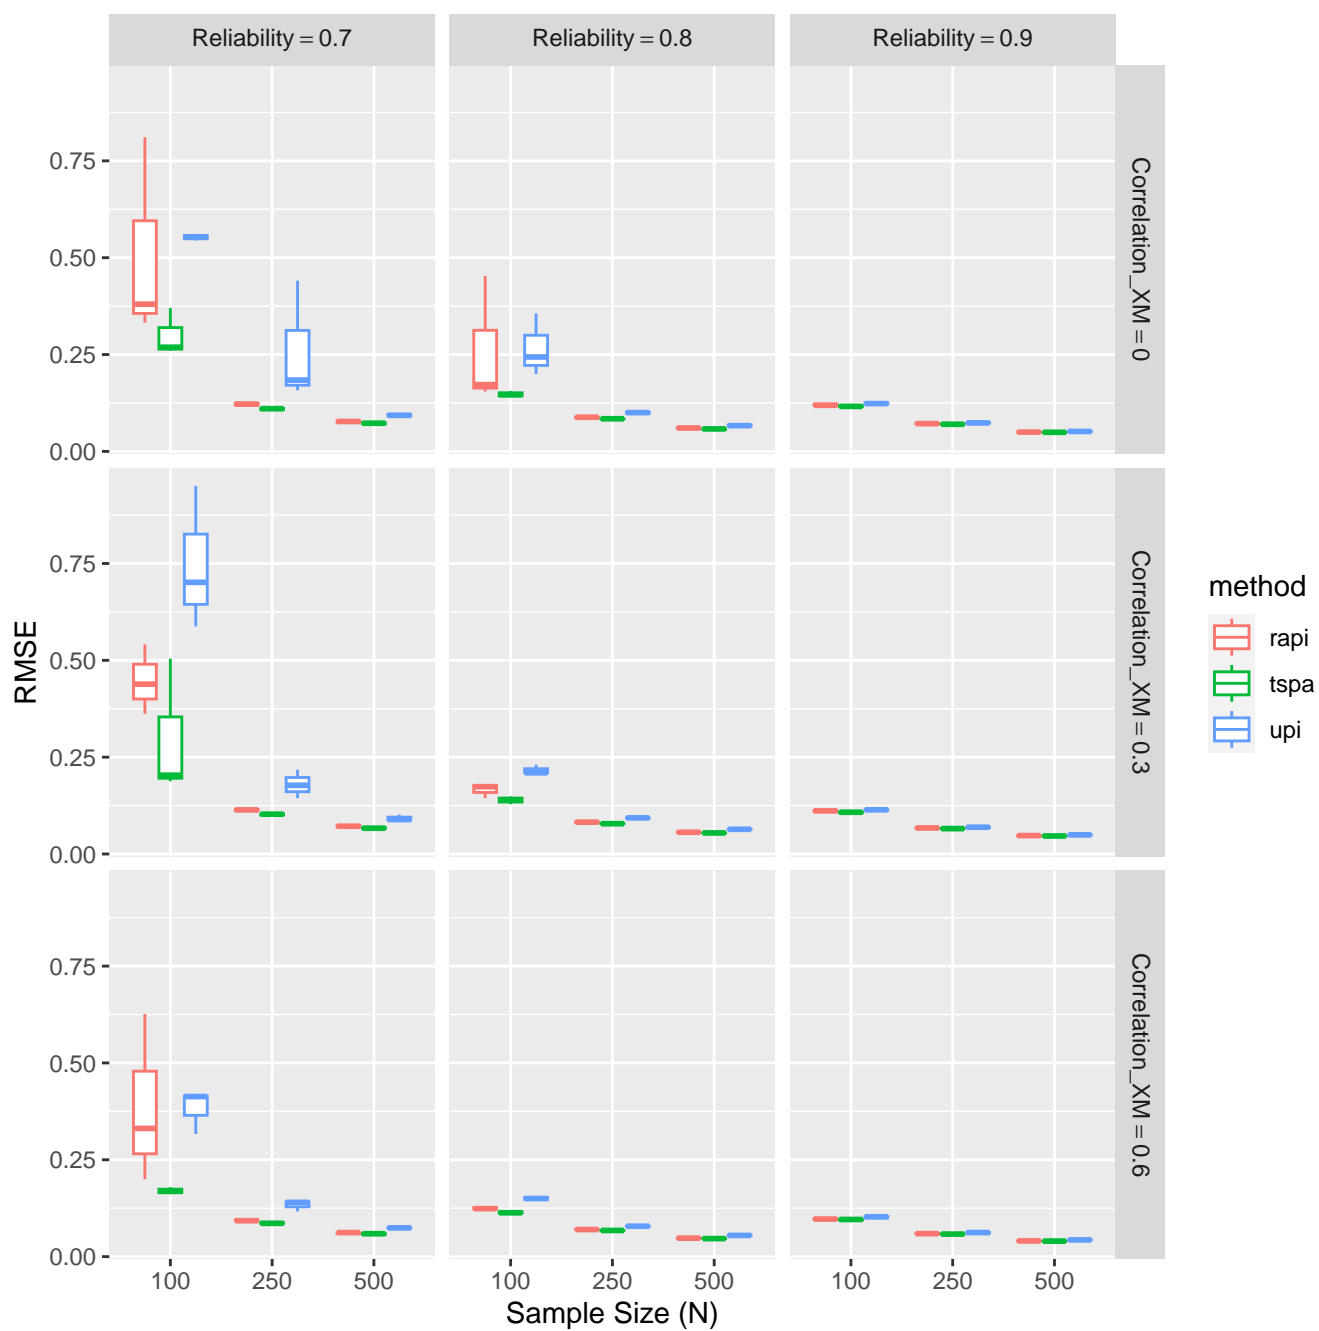 Reliability = 0.7
Reliability = 0.8
Reliability = 0.9
Correlation_XM = 0
0.75
0.50
0.25
0.00
Correlation_XM = 0.3
0.75
0.50
0.25
0.00
Correlation_XM = 0.6
0.75
0.50
0.25
0.00
RMSE
100 250 500
100 250 500
100 250 500
Sample Size (N)
method
rapi
tspa
upi